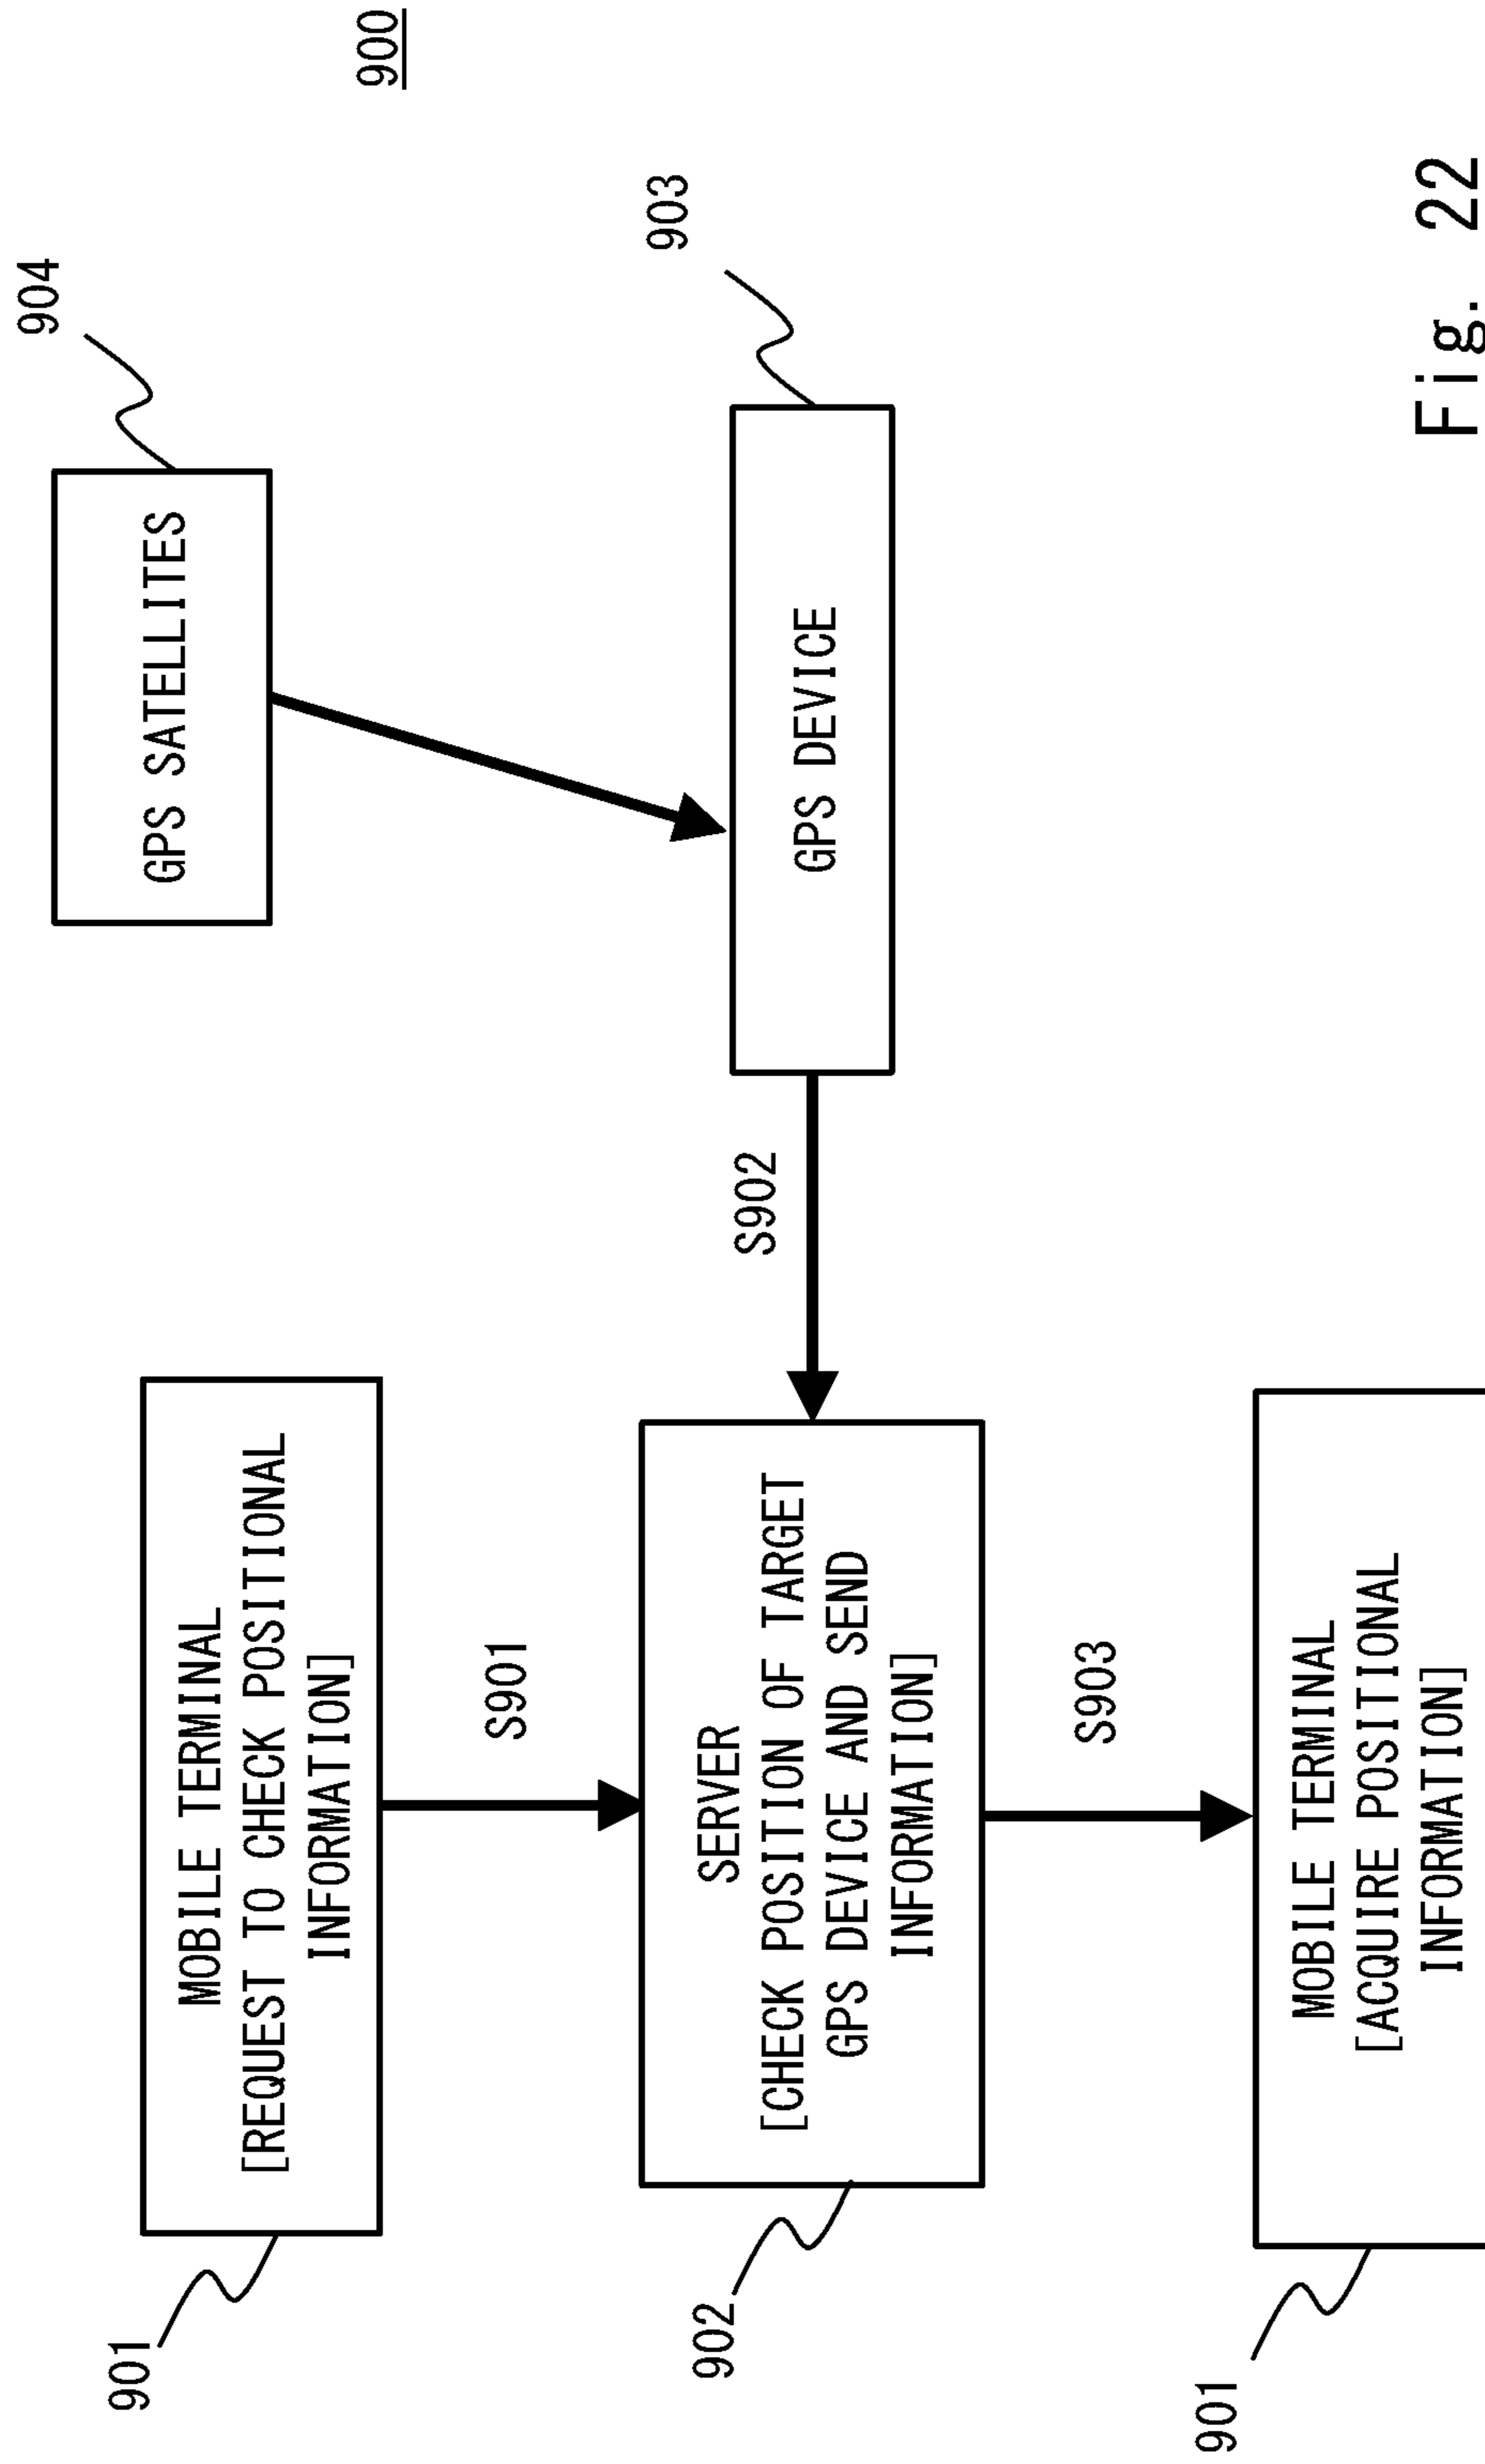 900
904
GPS SATELLITES
901
MOBILE TERMINAL
[REQUEST TO CHECK POSITIONAL
INFORMATION]
S901
903
GPS DEVICE
S902
902
SERVER
[CHECK POSITION OF TARGET
GPS DEVICE AND SEND
INFORMATION]
S903
901
MOBILE TERMINAL
[ACQUIRE POSITIONAL
INFORMATION]
Fig. 22